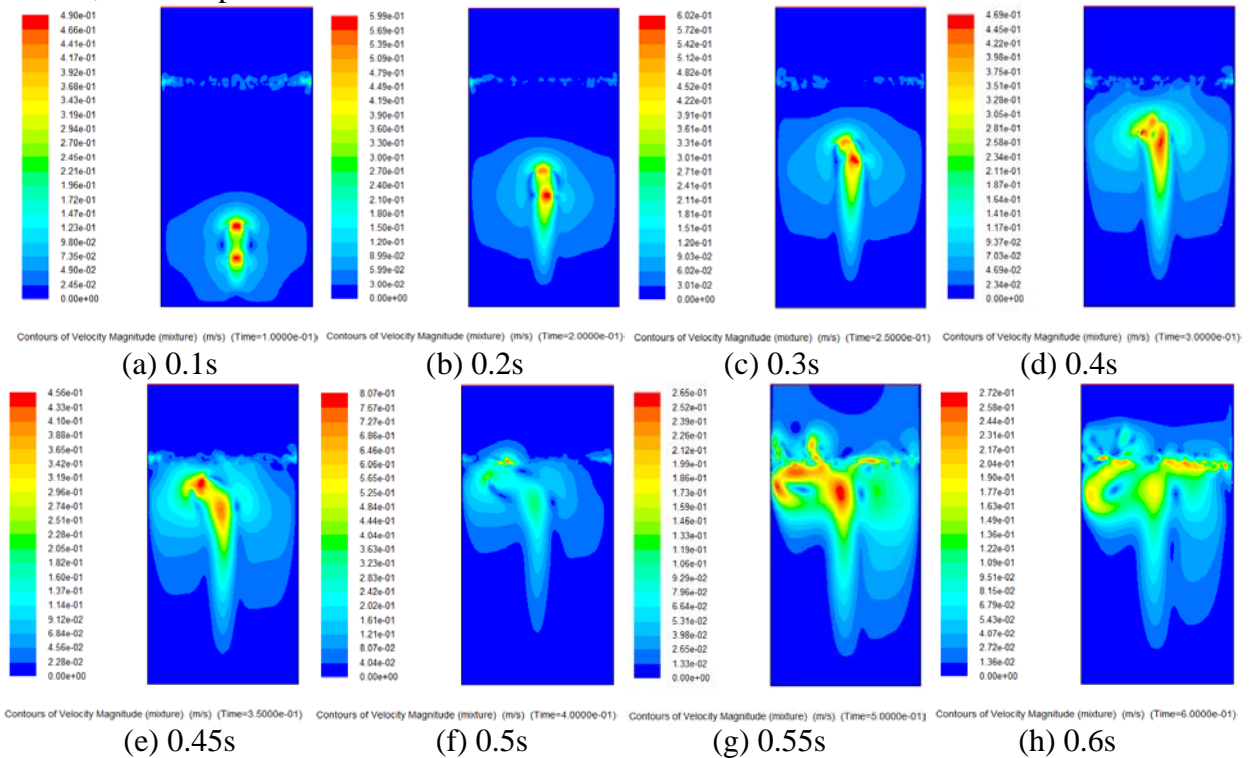 4.90e-01
4.66e-01
4.41e-01
4.17e-01
3.92e-01
3.68e-01
3.43e-01
3.19e-01
2.94e-01
2.70e-01
2.45e-01
2.21e-01
1.96e-01
1.72e-01
1.47e-01
1.23e-01
9.80e-02
7.35e-02
4.90e-02
2.45e-02
0.00e+00
Contours of Velocity Magnitude (mixture) (m/s) (Time=1.0000e-01)
(a) 0.1s
5.99e-01
5.69e-01
5.39e-01
5.09e-01
4.79e-01
4.49e-01
4.19e-01
3.90e-01
3.60e-01
3.30e-01
3.00e-01
2.70e-01
2.40e-01
2.10e-01
1.80e-01
1.50e-01
1.20e-01
8.99e-02
5.99e-02
3.00e-02
0.00e+00
Contours of Velocity Magnitude (mixture) (m/s) (Time=2.0000e-01)
(b) 0.2s
6.02e-01
5.72e-01
5.42e-01
5.12e-01
4.82e-01
4.52e-01
4.22e-01
3.91e-01
3.61e-01
3.31e-01
3.01e-01
2.71e-01
2.41e-01
2.11e-01
1.81e-01
1.51e-01
1.20e-01
9.03e-02
6.02e-02
3.01e-02
0.00e+00
Contours of Velocity Magnitude (mixture) (m/s) (Time=2.5000e-01)
(c) 0.3s
4.69e-01
4.45e-01
4.22e-01
3.98e-01
3.75e-01
3.51e-01
3.28e-01
3.05e-01
2.81e-01
2.58e-01
2.34e-01
2.11e-01
1.87e-01
1.64e-01
1.41e-01
1.17e-01
9.37e-02
7.03e-02
4.69e-02
2.34e-02
0.00e+00
Contours of Velocity Magnitude (mixture) (m/s) (Time=3.0000e-01)
(d) 0.4s
4.56e-01
4.33e-01
4.10e-01
3.88e-01
3.65e-01
3.42e-01
3.19e-01
2.96e-01
2.74e-01
2.51e-01
2.28e-01
2.05e-01
1.82e-01
1.60e-01
1.37e-01
1.14e-01
9.12e-02
6.84e-02
4.56e-02
2.28e-02
0.00e+00
Contours of Velocity Magnitude (mixture) (m/s) (Time=3.5000e-01)
(e) 0.45s
8.07e-01
7.67e-01
7.27e-01
6.86e-01
6.46e-01
6.06e-01
5.65e-01
5.25e-01
4.84e-01
4.44e-01
4.04e-01
3.63e-01
3.23e-01
2.83e-01
2.42e-01
2.02e-01
1.61e-01
1.21e-01
8.07e-02
4.04e-02
0.00e+00
Contours of Velocity Magnitude (mixture) (m/s) (Time=4.0000e-01)
(f) 0.5s
2.65e-01
2.52e-01
2.39e-01
2.26e-01
2.12e-01
1.99e-01
1.86e-01
1.73e-01
1.59e-01
1.46e-01
1.33e-01
1.19e-01
1.06e-01
9.29e-02
7.96e-02
6.64e-02
5.31e-02
3.98e-02
2.65e-02
1.33e-02
0.00e+00
Contours of Velocity Magnitude (mixture) (m/s) (Time=5.0000e-01)
(g) 0.55s
2.72e-01
2.58e-01
2.44e-01
2.31e-01
2.17e-01
2.04e-01
1.90e-01
1.77e-01
1.63e-01
1.49e-01
1.36e-01
1.22e-01
1.09e-01
9.51e-02
8.15e-02
6.79e-02
5.43e-02
4.07e-02
2.72e-02
1.36e-02
0.00e+00
Contours of Velocity Magnitude (mixture) (m/s) (Time=6.0000e-01)
(h) 0.6s